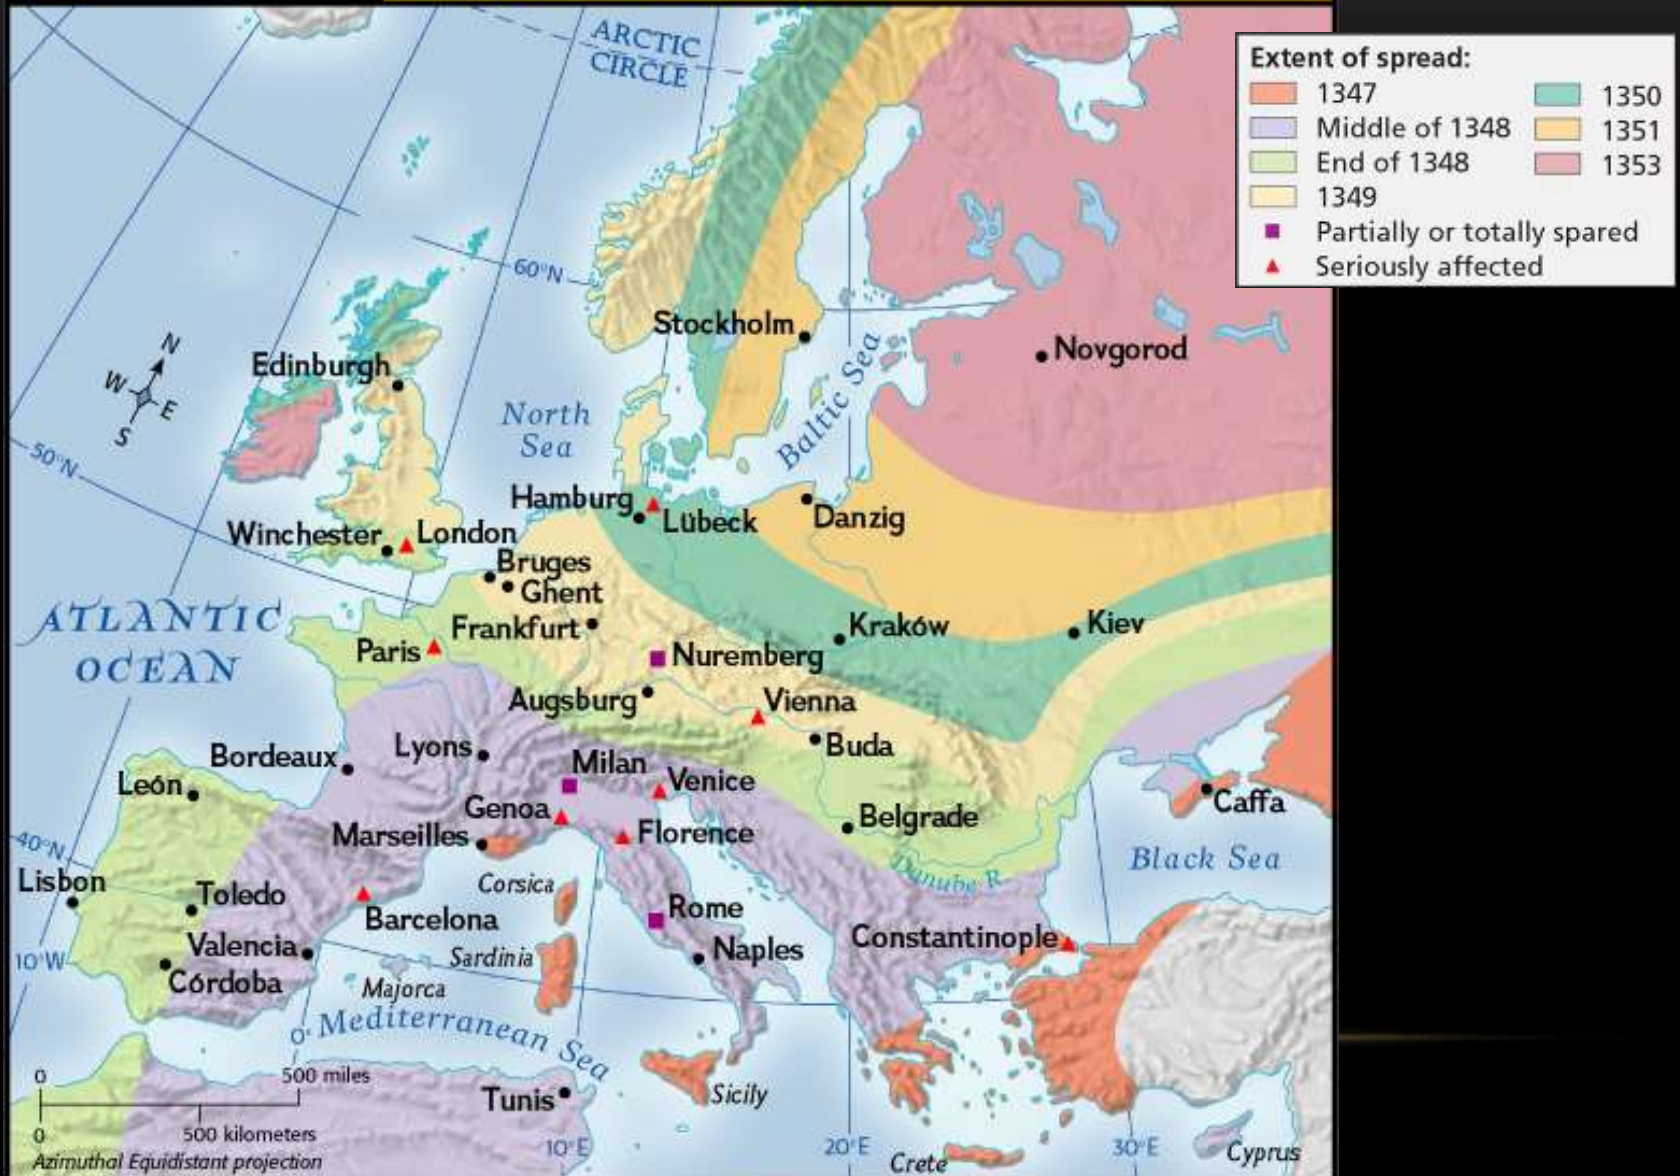 ARCTIC
CIRCLE
Extent of spread:
1347
Middle of 1348
End of 1348
1349
1350
1351
1353
Partially or totally spared
Seriously affected
60°N
Stockholm
Novgorod
N
W
E
S
Edinburgh
North
Sea
Baltic Sea
50°N
Hamburg
Lübeck
Danzig
Winchester
London
Bruges
Ghent
ATLANTIC
OCEAN
Frankfurt
Kraków
Kiev
Paris
Nuremberg
Augsburg
Vienna
Buda
Bordeaux
Lyons
Milan
Venice
León
Genoa
Caffa
Belgrade
Marseilles
Florence
40°N
Black Sea
Lisbon
Corsica
Danube R.
Toledo
Barcelona
Rome
Valencia
Constantinople
10°W
Sardinia
Naples
Córdoba
Majorca
0°
Mediterranean Sea
0
500 miles
Tunis
Sicily
0
500 kilometers
10°E
20°E
30°E
Azimuthal Equidistant projection
Crete
Cyprus